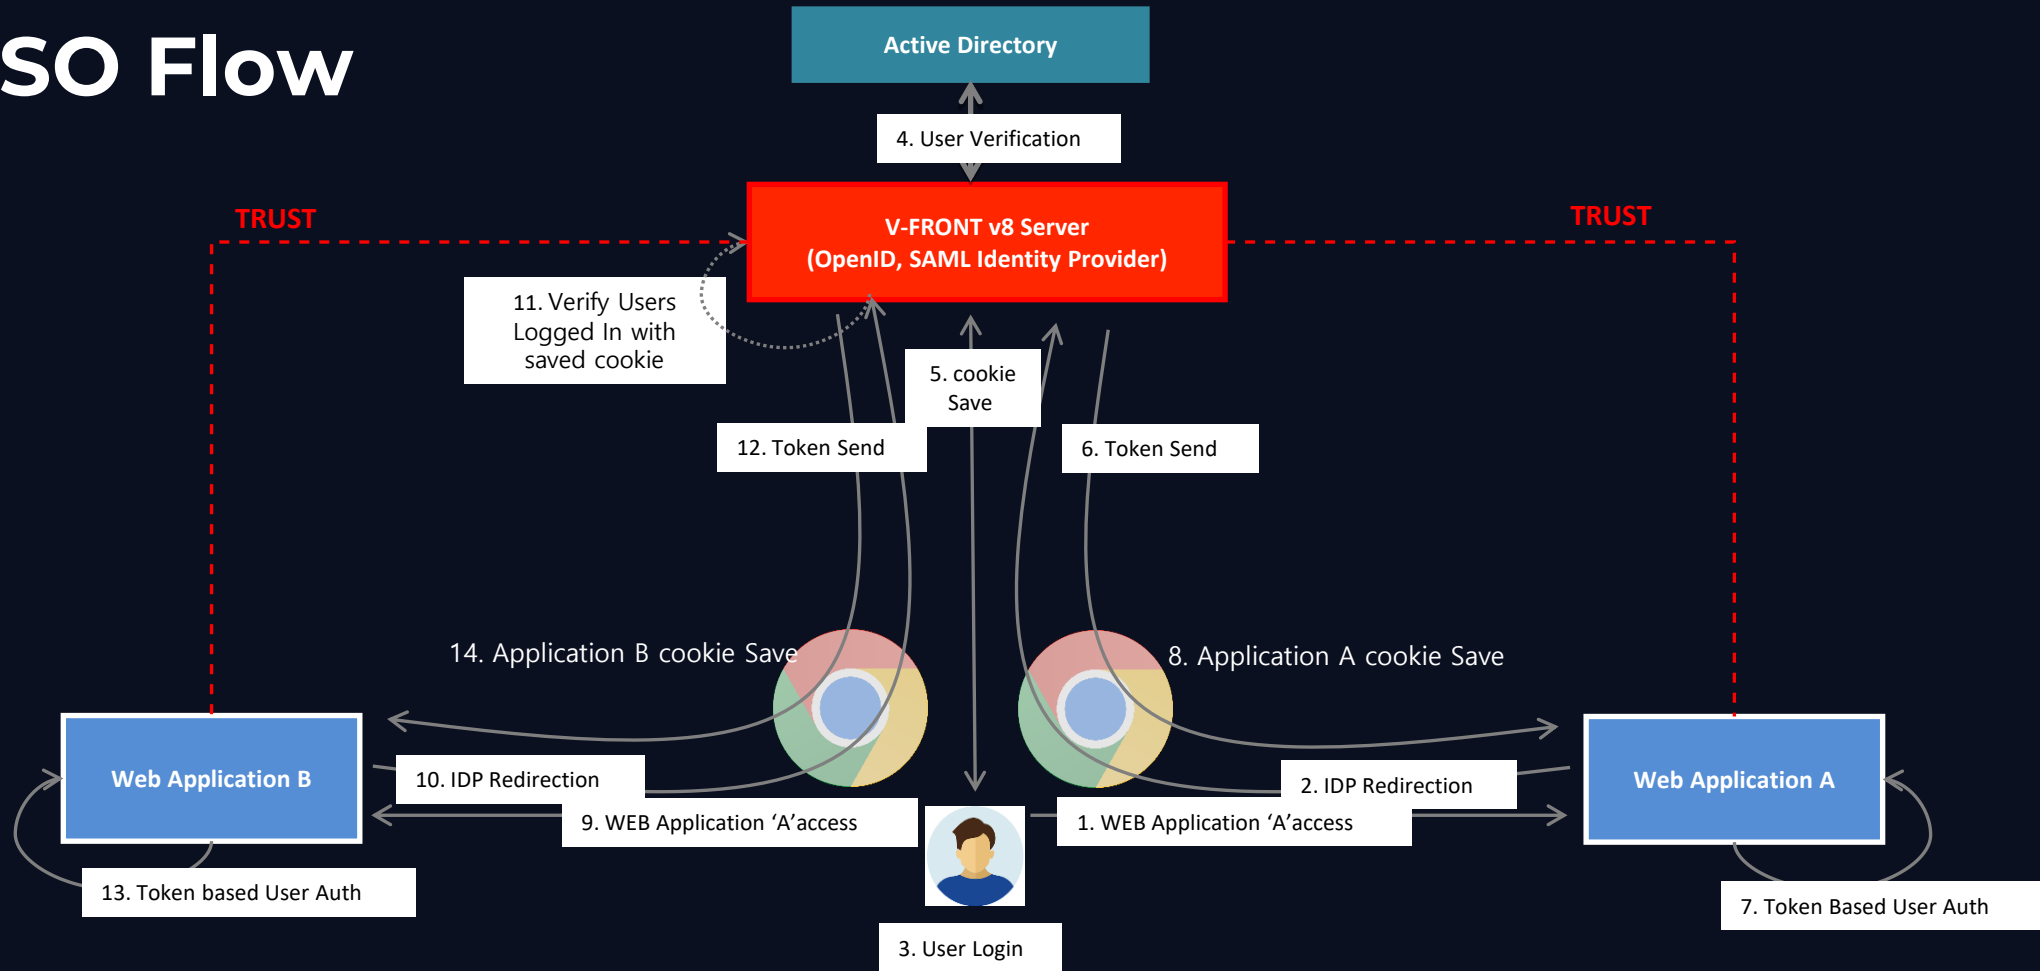 SO Flow
Active Directory
4. User Verification
TRUST
TRUST
V-FRONT v8 Server
(OpenID, SAML Identity Provider)
11. Verify Users
Logged In with
saved cookie
5. cookie
Save
12. Token Send
6. Token Send
14. Application B cookie Save
8. Application A cookie Save
Web Application B
10. IDP Redirection
2. IDP Redirection
Web Application A
9. WEB Application ‘A’access
1. WEB Application ‘A’access
13. Token based User Auth
7. Token Based User Auth
3. User Login